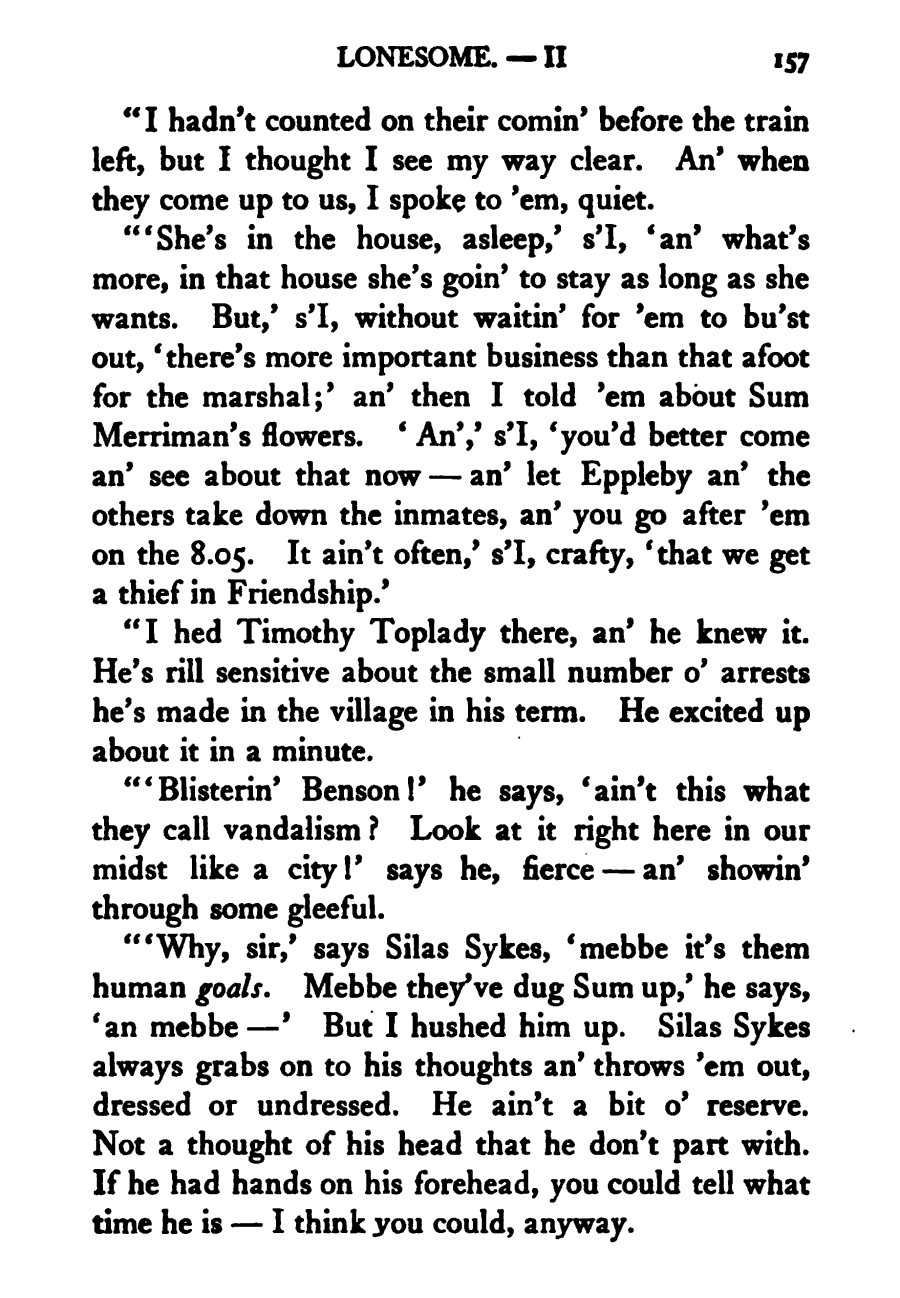 LONESOME. — II 157
"I hadn't counted on their comin' before the train
left, but I thought I see my way clear. An' when
they come up to us, I spoke to 'em, quiet.
"'She's in the house, asleep,' s'I, 'an' what's
more, in that house she's goin' to stay as long as she
wants. But,' s'I, without waitin' for 'em to bu'st
out, 'there's more important business than that afoot
for the marshal;' an' then I told 'em about Sum
Merriman's flowers. 'An',' s'I, 'you'd better come
an' see about that now — an' let Eppleby an' the
others take down the inmates, an' you go after 'em
on the 8.05. It ain't often,' s'I, crafty, 'that we get
a thief in Friendship.'
"I hed Timothy Toplady there, an' he knew it.
He's rill sensitive about the small number o' arrests
he's made in the village in his term. He excited up
about it in a minute.
"'Blisterin' Benson!' he says, 'ain't this what
they call vandalism? Look at it right here in our
midst like a city!' says he, fierce — an' showin'
through some gleeful.
"'Why, sir,' says Silas Sykes, 'mebbe it's them
human goals. Mebbe they've dug Sum up,' he says,
'an mebbe —' But I hushed him up. Silas Sykes
always grabs on to his thoughts an' throws 'em out,
dressed or undressed. He ain't a bit o' reserve.
Not a thought of his head that he don't part with.
If he had hands on his forehead, you could tell what
time he is — I think you could, anyway.